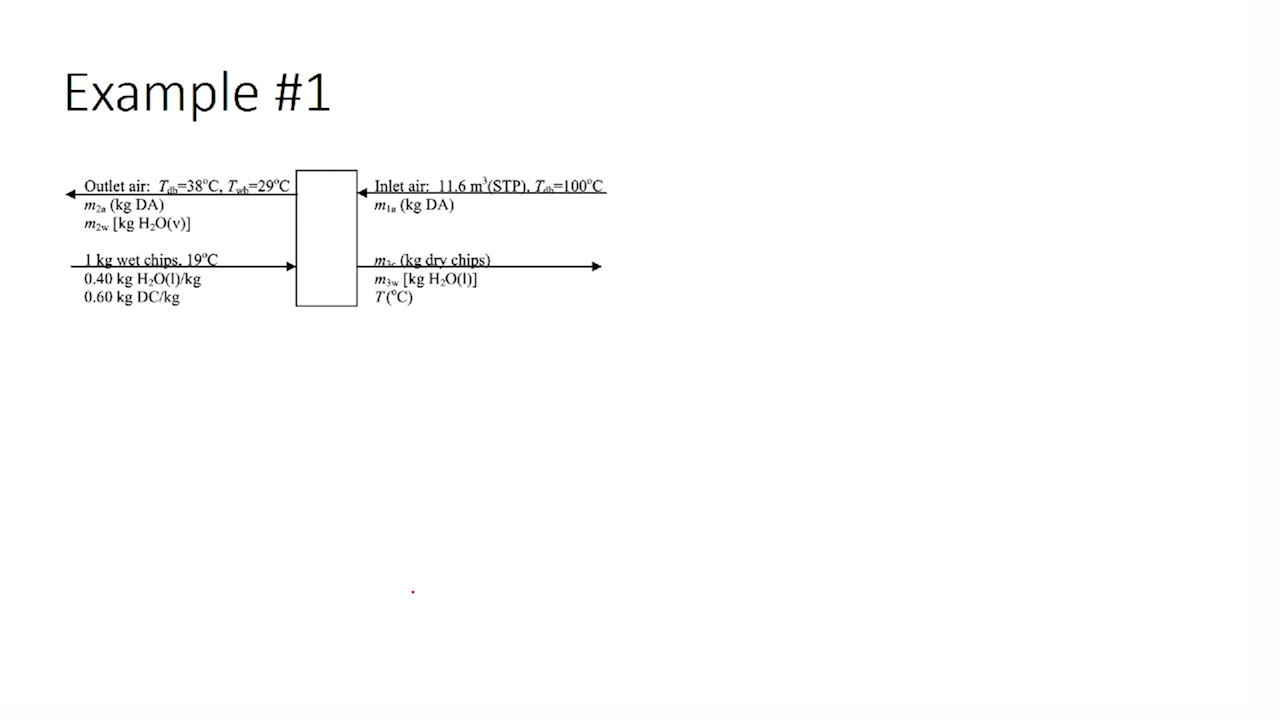 Example #1
Outlet air: Tdb=38°C, Twb=29°C
m2a (kg DA)
m2w [kg H₂O(v)]
Inlet air: 11.6 m³(STP), Tdb=100°C
m1a (kg DA)
1 kg wet chips, 19°C
0.40 kg H₂O(l)/kg
0.60 kg DC/kg
m3c (kg dry chips)
m3w [kg H₂O(l)]
T(°C)